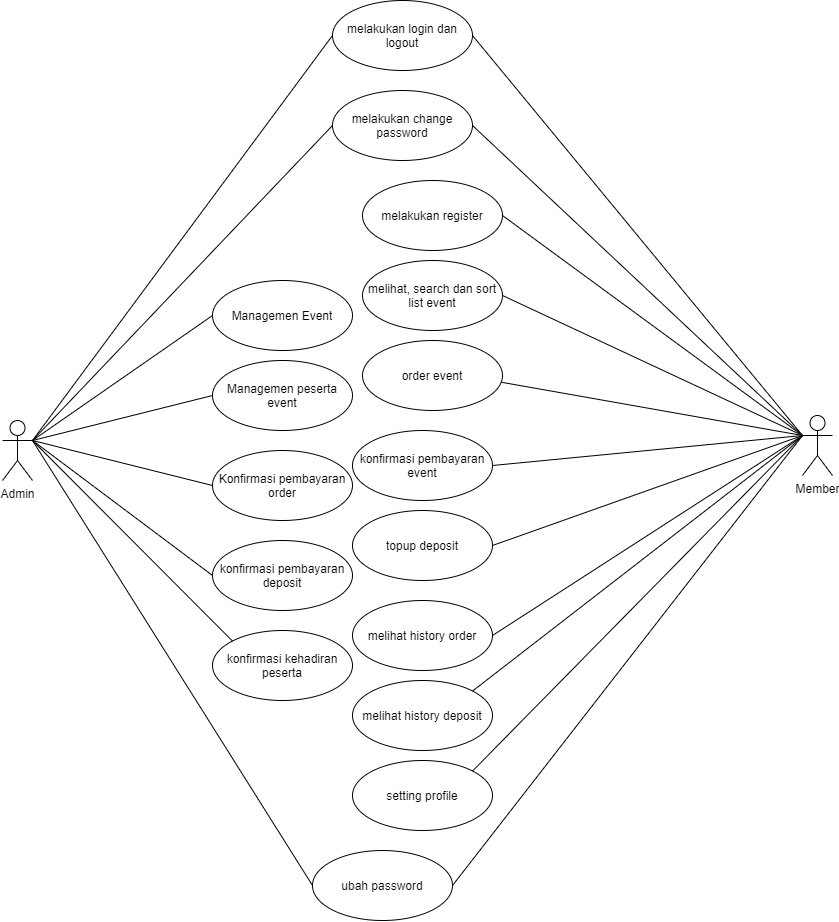 melakukan login dan
logout
melakukan change
password
melakukan register
melihat, search dan sort
list event
Managemen Event
order event
Managemen peserta
event
konfirmasi pembayaran
event
Konfirmasi pembayaran
order
Admin
Member
topup deposit
konfirmasi pembayaran
deposit
melihat history order
konfirmasi kehadiran
peserta
melihat history deposit
setting profile
ubah password